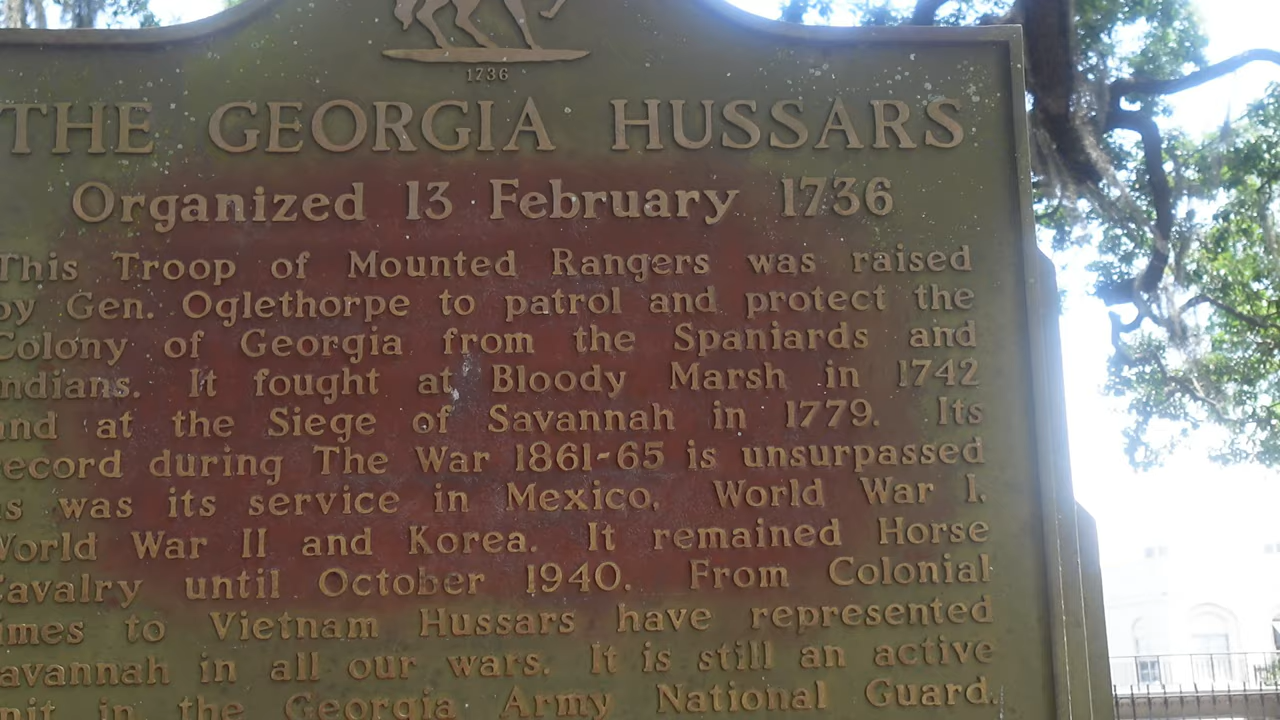 1736
THE GEORGIA HUSSARS
Organized 13 February 1736
This Troop of Mounted Rangers was raised
by Gen. Oglethorpe to patrol and protect the
Colony of Georgia from the Spaniards and
Indians. It fought at Bloody Marsh in 1742
and at the Siege of Savannah in 1779. Its
record during The War 1861-65 is unsurpassed
as was its service in Mexico, World War I,
World War II and Korea. It remained Horse
Cavalry until October 1940. From Colonial
times to Vietnam Hussars have represented
Savannah in all our wars. It is still an active
unit in the Georgia Army National Guard.